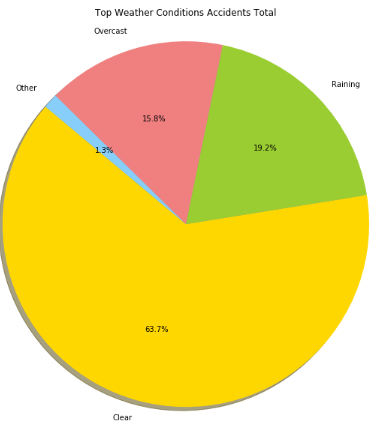 Top Weather Conditions Accidents Total
Overcast
Raining
Other
15.8%
19.2%
1.3%
63.7%
Clear